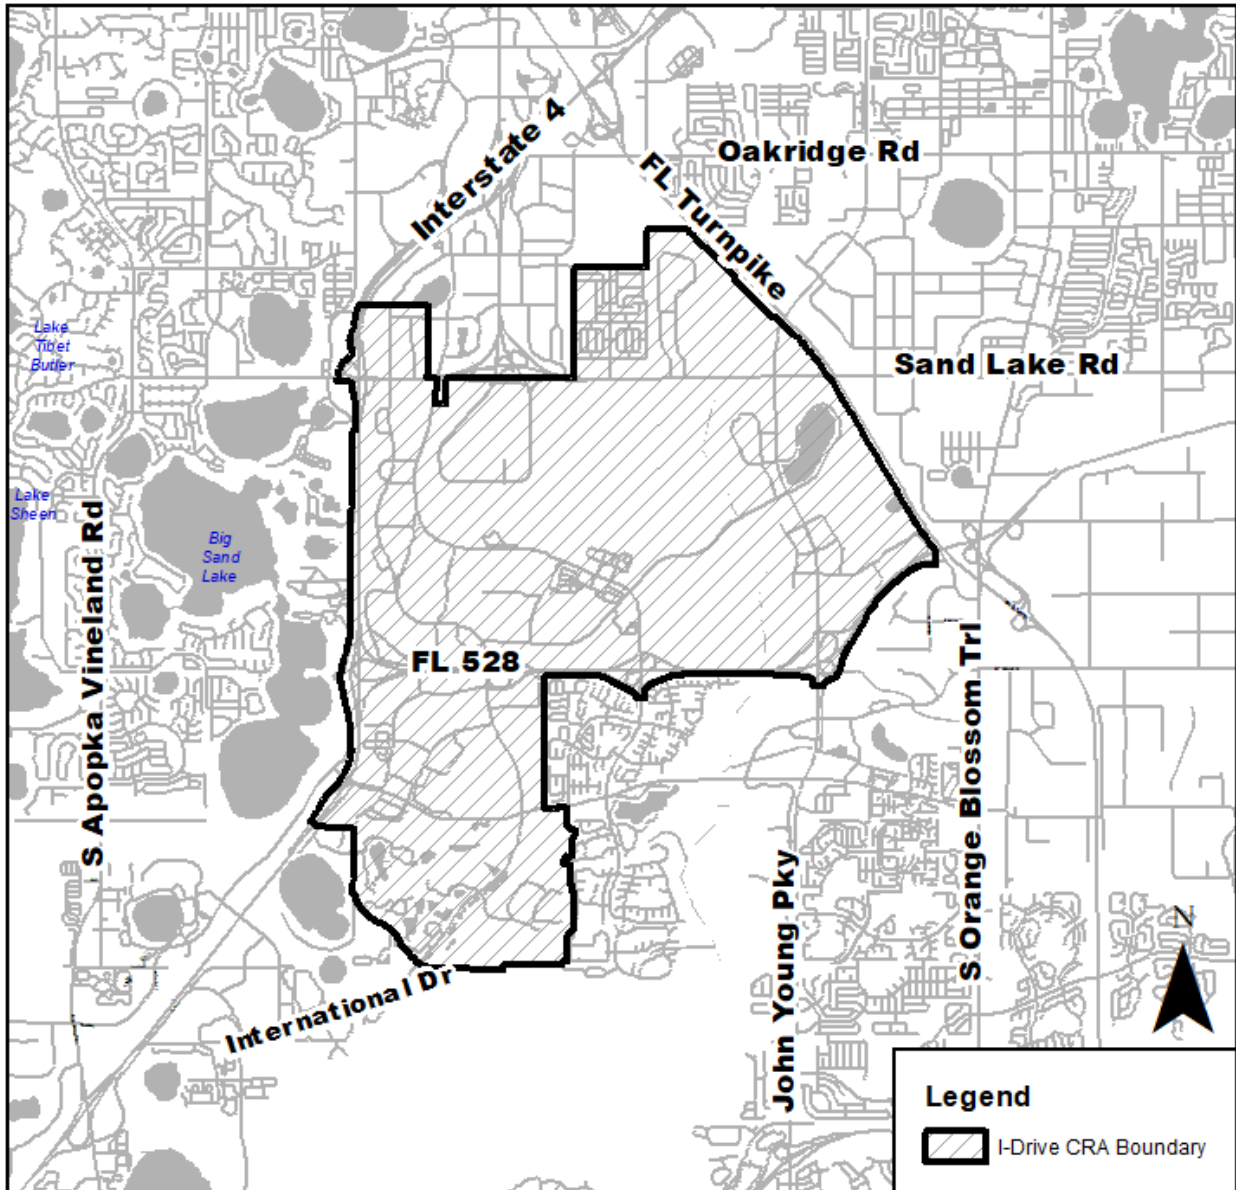 Interstate 4
Oakridge Rd
FL Turnpike
Lake
Tibet
Butler
Sand Lake Rd
Lake
Sheen
Big
Sand
Lake
S Apopka Vineland Rd
FL 528
S Orange Blossom Trl
John Young Pky
International Dr
N
Legend
I-Drive CRA Boundary